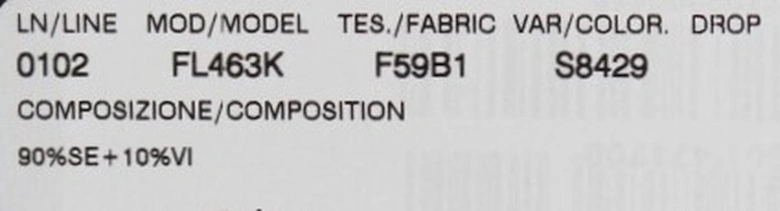 LN/LINE MOD/MODEL TES./FABRIC VAR/COLOR. DROP
0102 FL463K F59B1 S8429
COMPOSIZIONE/COMPOSITION
90%SE+10%VI